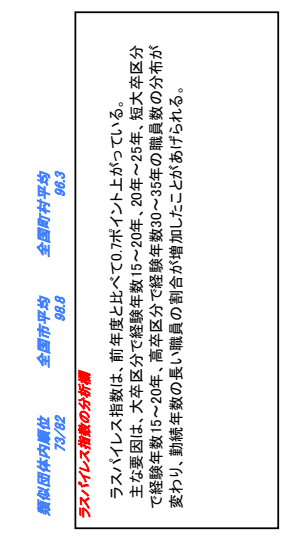 類似団体内順位 全国市平均 全国町村平均
73/82 98.8 96.3
ラスパイレス指数の分析欄
ラスパイレス指数は、前年度と比べて0.7ポイント上がっている。
主な要因は、大卒区分で経験年数15～20年、20年～25年、短大卒区分
で経験年数15～20年、高卒区分で経験年数30～35年の職員数の分布が
変わり、勤続年数の長い職員の割合が増加したことがあげられる。